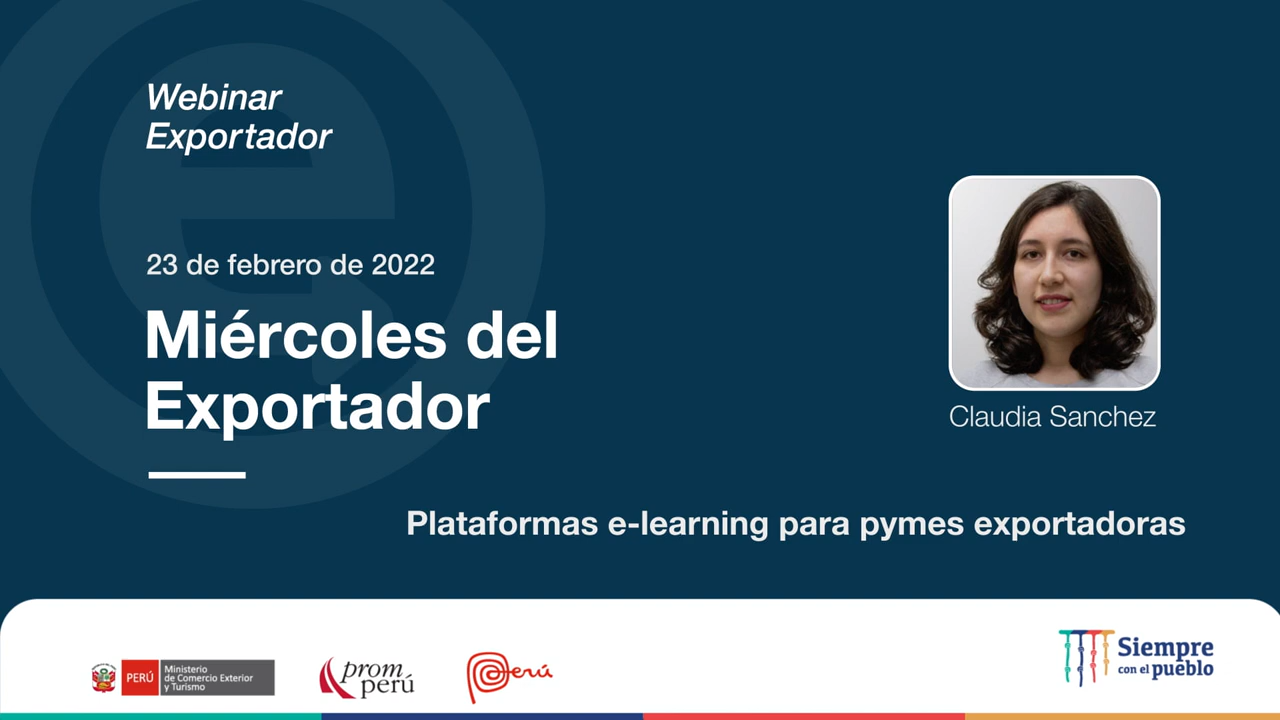 Webinar
Exportador
23 de febrero de 2022
Miércoles del
Exportador
Claudia Sanchez
Plataformas e-learning para pymes exportadoras
PERÚ
Ministerio
de Comercio Exterior
y Turismo
prom
perú
Perú
Siempre
con el pueblo